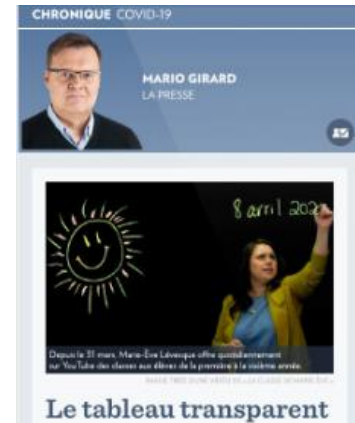 CHRONIQUE COVID-19
MARIO GIRARD
LA PRESSE
8 avril 202
Depuis le 31 mars, Marie-Ève Lévesque offre quotidiennement
sur YouTube des classes aux élèves de la première à la sixième année.
Le tableau transparent